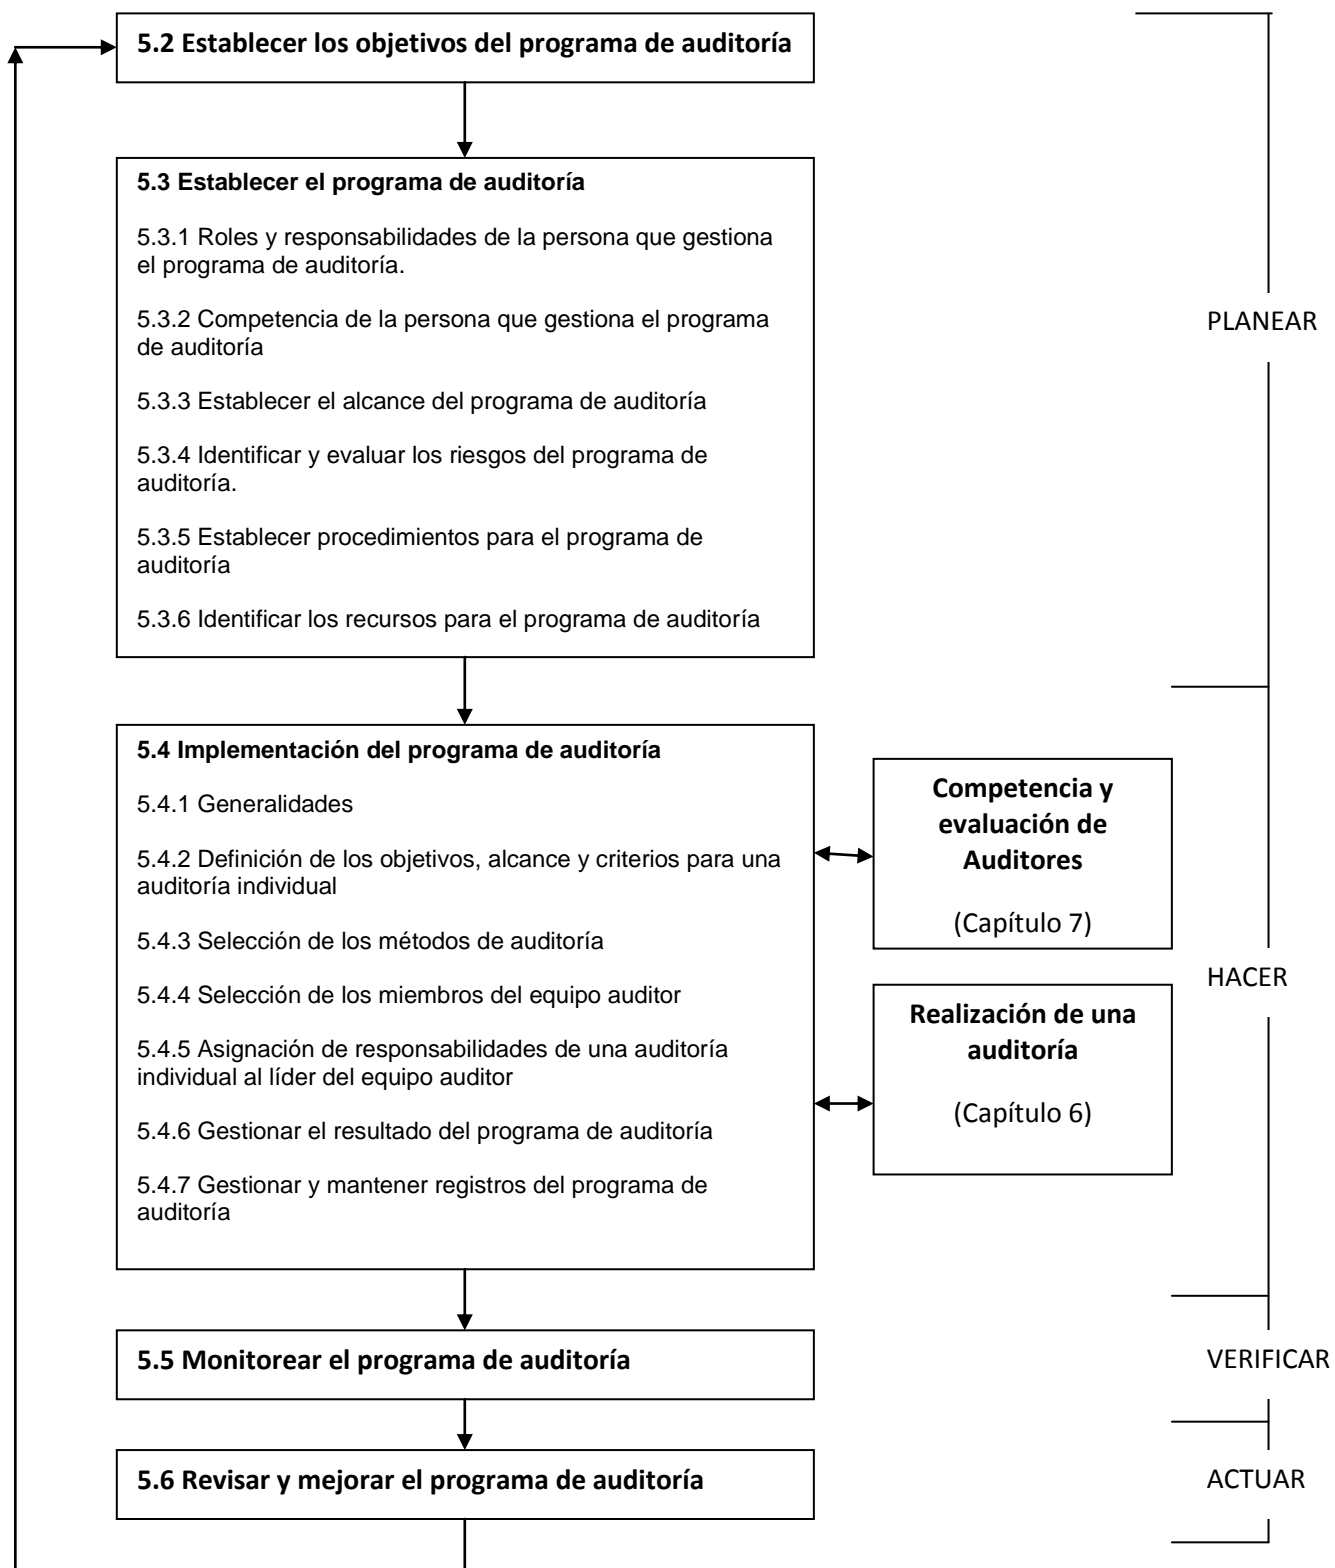 5.2 Establecer los objetivos del programa de auditoría
5.3 Establecer el programa de auditoría
5.3.1 Roles y responsabilidades de la persona que gestiona
el programa de auditoría.
5.3.2 Competencia de la persona que gestiona el programa
de auditoría
5.3.3 Establecer el alcance del programa de auditoría
5.3.4 Identificar y evaluar los riesgos del programa de
auditoría.
5.3.5 Establecer procedimientos para el programa de
auditoría
5.3.6 Identificar los recursos para el programa de auditoría
PLANEAR
5.4 Implementación del programa de auditoría
5.4.1 Generalidades
5.4.2 Definición de los objetivos, alcance y criterios para una
auditoría individual
5.4.3 Selección de los métodos de auditoría
5.4.4 Selección de los miembros del equipo auditor
5.4.5 Asignación de responsabilidades de una auditoría
individual al líder del equipo auditor
5.4.6 Gestionar el resultado del programa de auditoría
5.4.7 Gestionar y mantener registros del programa de
auditoría
Competencia y
evaluación de
Auditores
(Capítulo 7)
Realización de una
auditoría
(Capítulo 6)
HACER
5.5 Monitorear el programa de auditoría
VERIFICAR
5.6 Revisar y mejorar el programa de auditoría
ACTUAR